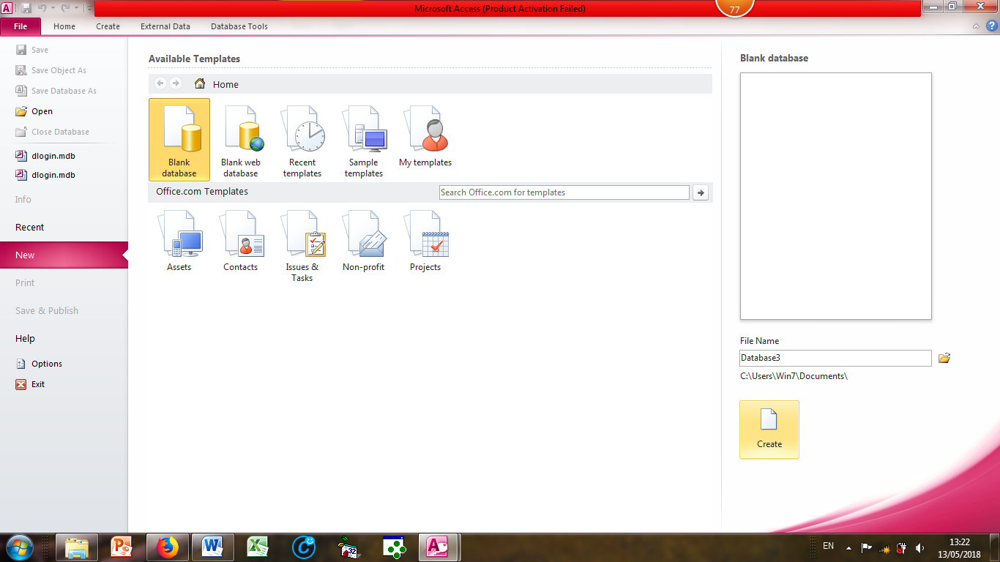 Microsoft Access (Product Activation Failed)
77
File Home Create External Data Database Tools
Save
Save Object As
Save Database As
Open
Close Database
dlogin.mdb
dlogin.mdb
Info
Recent
New
Print
Save & Publish
Help
Options
Exit
Available Templates
Home
Blank
database
Blank web
database
Recent
templates
Sample
templates
My templates
Office.com Templates
Search Office.com for templates
Assets
Contacts
Issues &
Tasks
Non-profit
Projects
Blank database
File Name
Database3
C:\Users\Win7\Documents\
Create
32
EN
13:22
13/05/2018